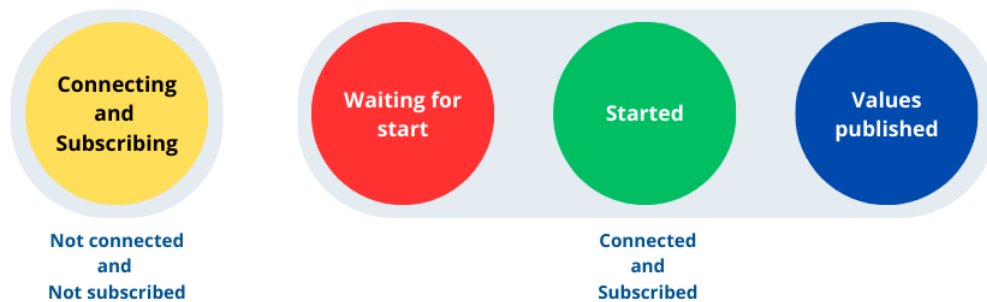 Connecting
and
Subscribing
Waiting for
start
Started
Values
published
Not connected
and
Not subscribed
Connected
and
Subscribed